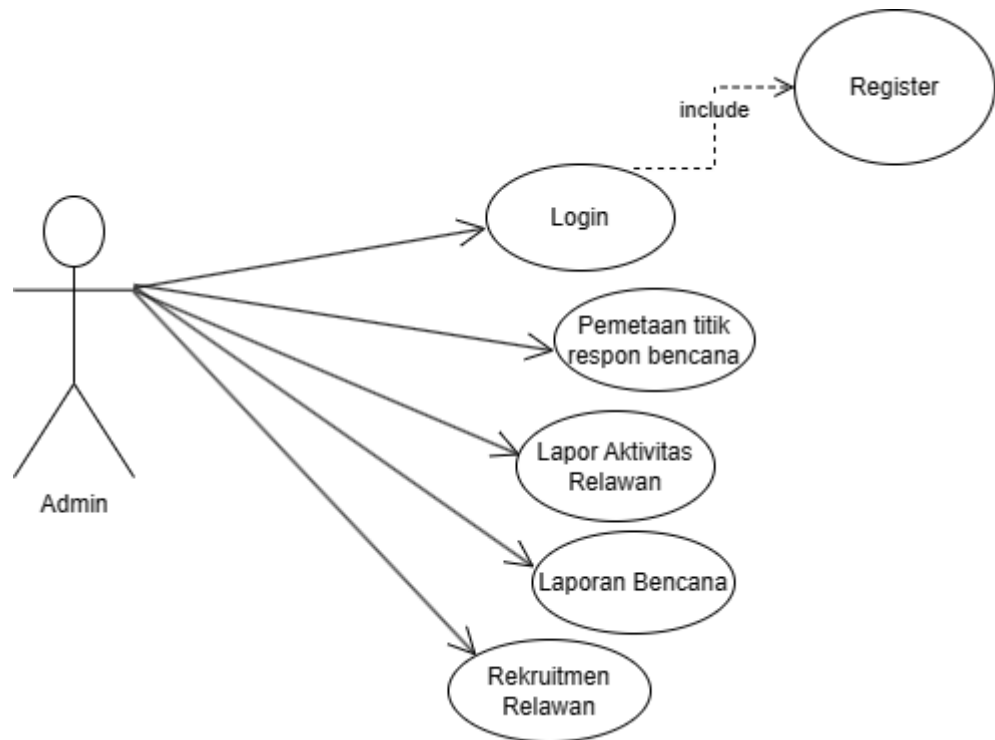 Register
include
Login
Pemetaan titik
respon bencana
Lapor Aktivitas
Relawan
Admin
Laporan Bencana
Rekruitmen
Relawan